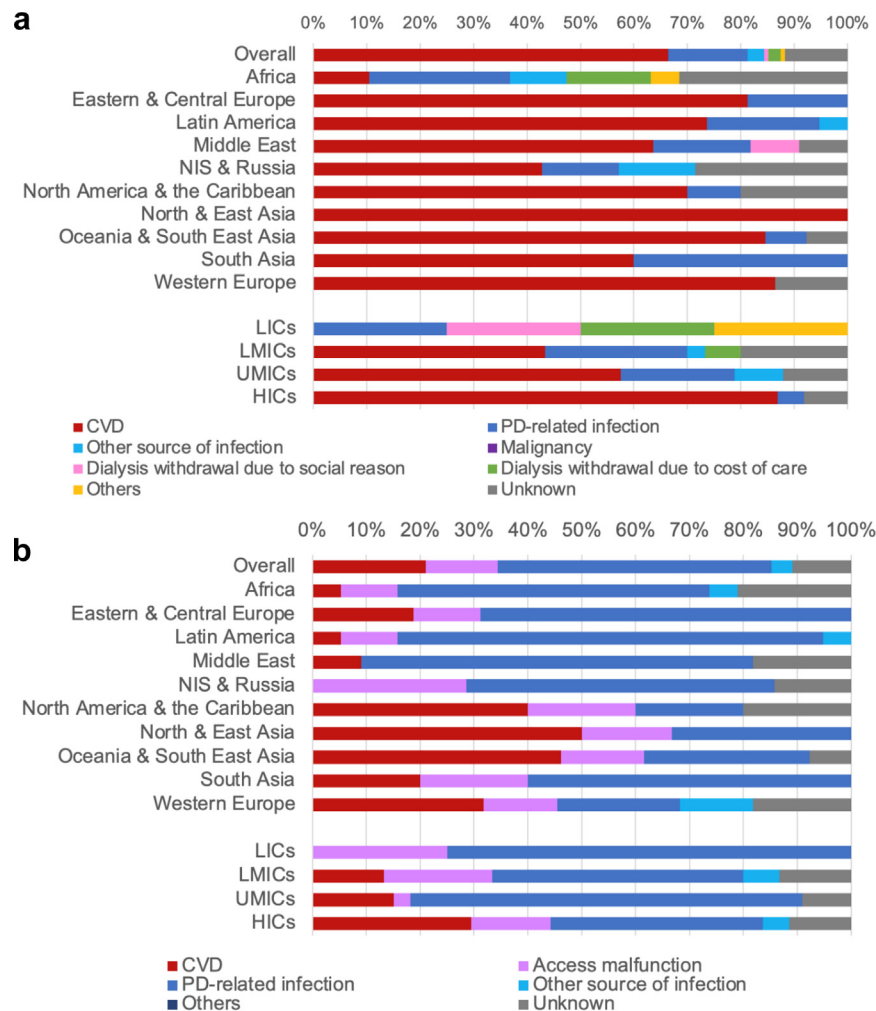 a
0% 10% 20% 30% 40% 50% 60% 70% 80% 90% 100%
Overall
Africa
Eastern & Central Europe
Latin America
Middle East
NIS & Russia
North America & the Caribbean
North & East Asia
Oceania & South East Asia
South Asia
Western Europe
LICs
LMICs
UMICs
HICs
CVD PD-related infection
Other source of infection Malignancy
Dialysis withdrawal due to social reason Dialysis withdrawal due to cost of care
Others Unknown
b
0% 10% 20% 30% 40% 50% 60% 70% 80% 90% 100%
Overall
Africa
Eastern & Central Europe
Latin America
Middle East
NIS & Russia
North America & the Caribbean
North & East Asia
Oceania & South East Asia
South Asia
Western Europe
LICs
LMICs
UMICs
HICs
CVD Access malfunction
PD-related infection Other source of infection
Others Unknown